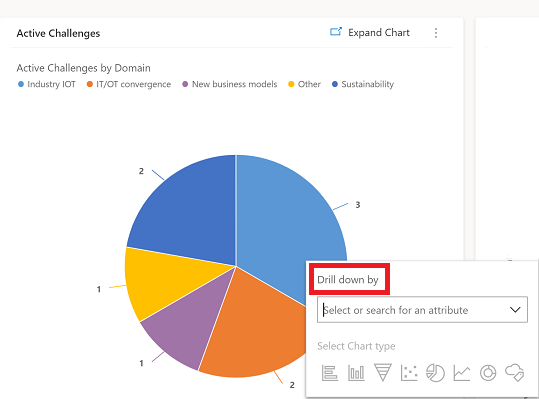 Active Challenges
Expand Chart
Active Challenges by Domain
Industry IOT IT/OT convergence New business models Other Sustainability
2
3
1
1
2
Drill down by
Select or search for an attribute
Select Chart type